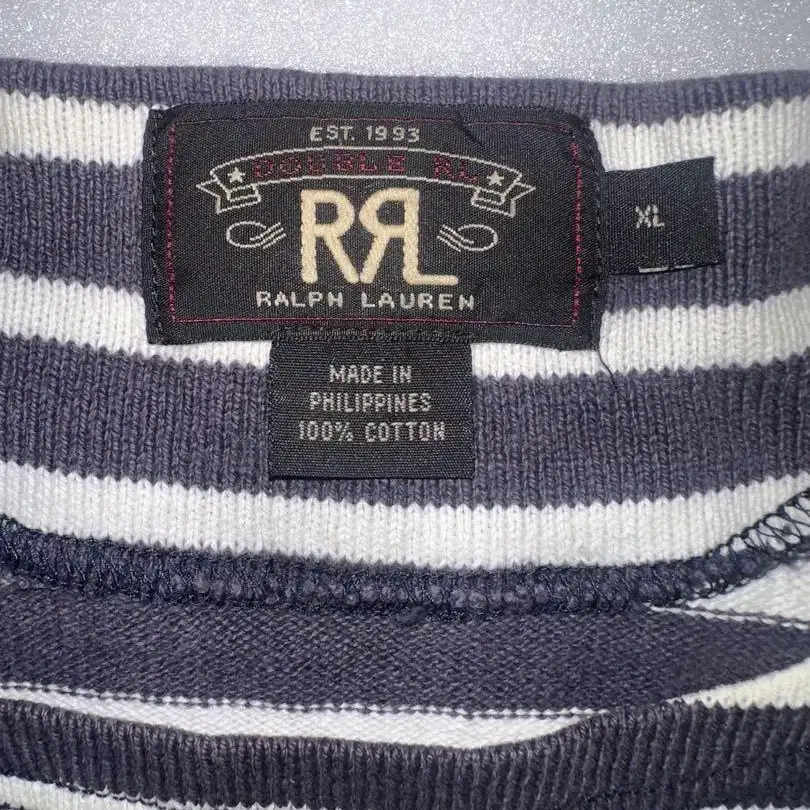 EST. 1993
DOUBLE RL
RRL
RALPH LAUREN
XL
MADE IN
PHILIPPINES
100% COTTON